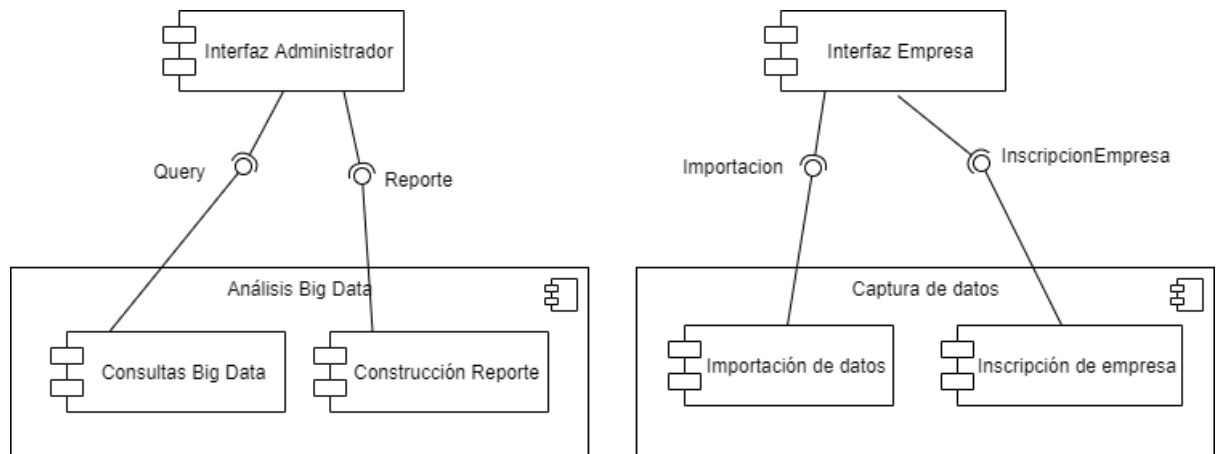 Interfaz Administrador
Interfaz Empresa
Query
Reporte
Importacion
InscripcionEmpresa
Análisis Big Data
Captura de datos
Consultas Big Data
Construcción Reporte
Importación de datos
Inscripción de empresa